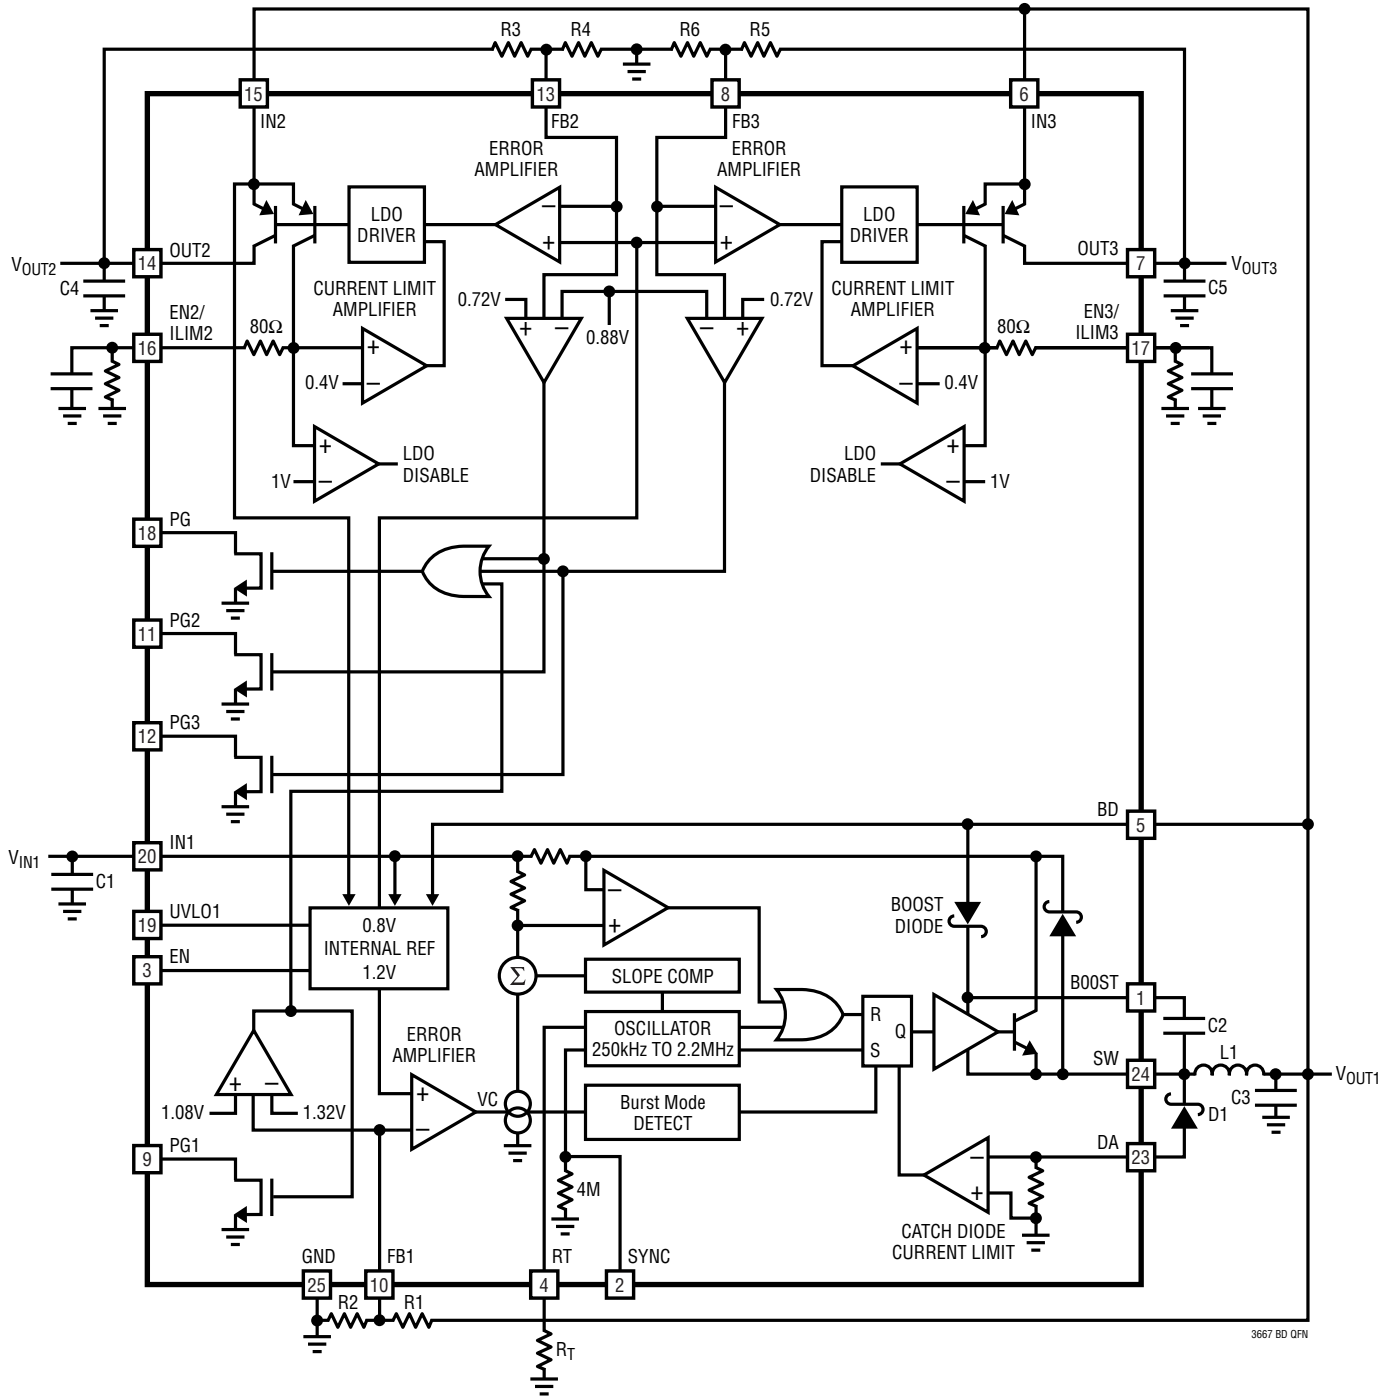 R3 R4 R6 R5
15 13 8 6
IN2 FB2 FB3 IN3
ERROR AMPLIFIER
ERROR AMPLIFIER
LDO DRIVER
− +
− +
LDO DRIVER
VOUT2 14 OUT2
OUT3 7 VOUT3
C4
C5
CURRENT LIMIT AMPLIFIER
0.72V + −
0.88V
− + 0.72V
CURRENT LIMIT AMPLIFIER
EN2/ ILIM2
16
80Ω
+ −
0.4V
+ −
0.4V
80Ω
EN3/ ILIM3
17
+ −
1V
LDO DISABLE
LDO DISABLE
+ −
1V
18 PG
11 PG2
12 PG3
BD 5
VIN1 20 IN1
C1
19 UVLO1
3 EN
0.8V
INTERNAL REF
1.2V
− +
BOOST DIODE
Σ
SLOPE COMP
OSCILLATOR
250kHz TO 2.2MHz
R
S
Q
BOOST 1
C2
SW 24
L1
VOUT1
C3
D1
ERROR AMPLIFIER
+ −
1.08V
1.32V
+ −
VC
Burst Mode
DETECT
9 PG1
DA 23
− +
4M
CATCH DIODE
CURRENT LIMIT
GND FB1 RT SYNC
25 10 4 2
R2 R1
RT
3667 BD QFN